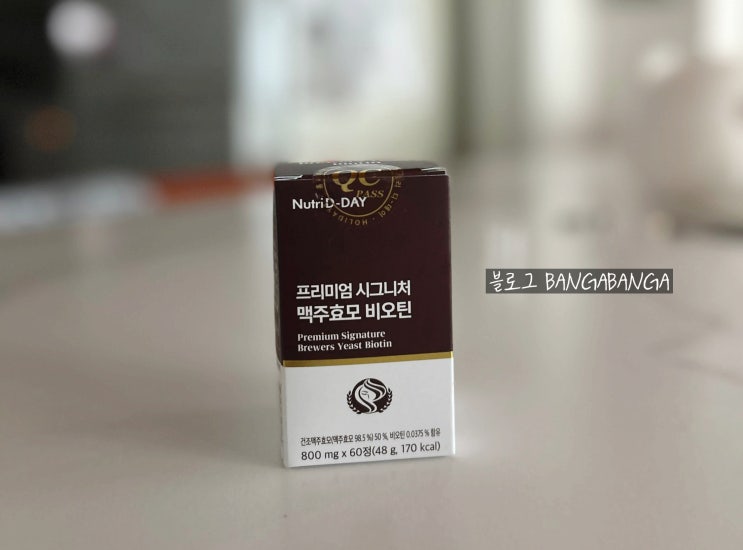 QC
PASS
HOLIDAY
NutriD-DAY
프리미엄 시그니처
맥주효모 비오틴
Premium Signature
Brewers Yeast Biotin
건조맥주효모(맥주효모 98.5 %) 50 %, 비오틴 0.0375 % 함유
800 mg x 60정(48 g, 170 kcal)
블로그 BANGABANGA